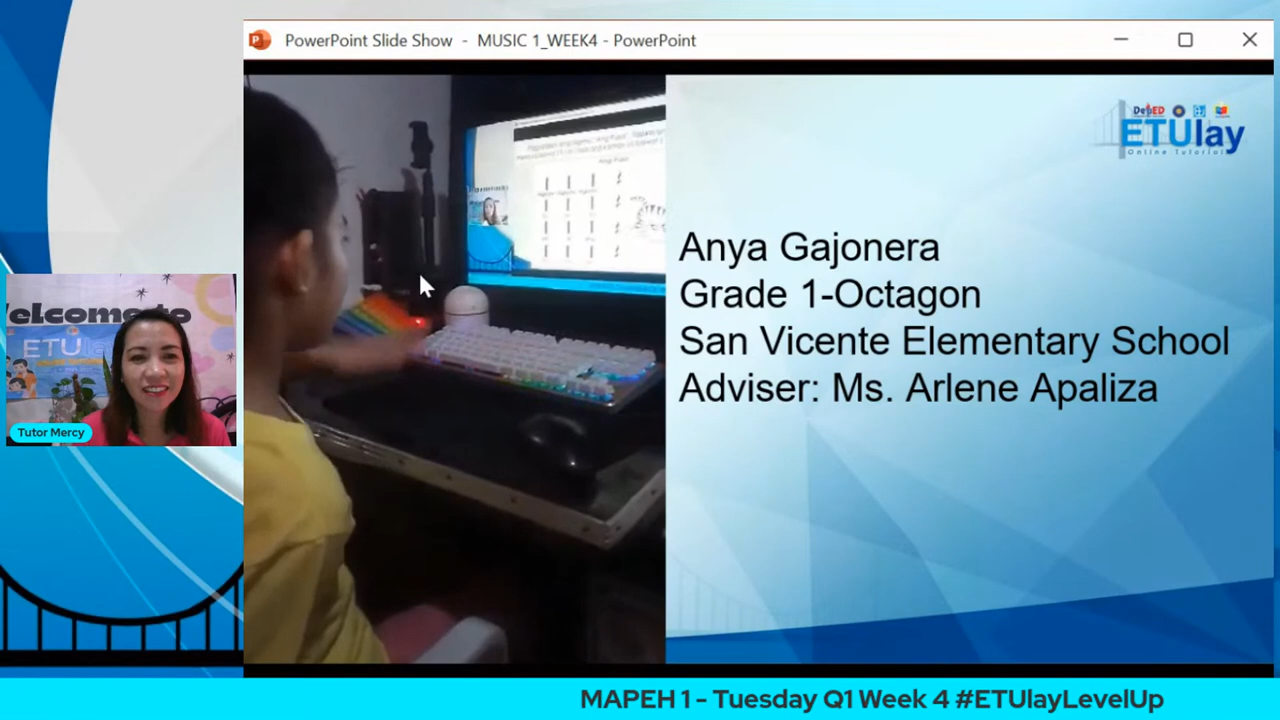 PowerPoint Slide Show - MUSIC 1_WEEK4 - PowerPoint
DepED
ETUlay
Online Tutorial
Anya Gajonera
Grade 1-Octagon
San Vicente Elementary School
Adviser: Ms. Arlene Apaliza
elcome to
ETUlay
Tutor Mercy
MAPEH 1 - Tuesday Q1 Week 4 #ETUlayLevelUp